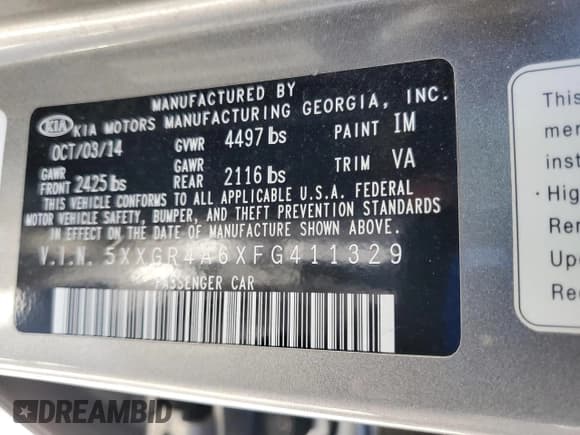 MANUFACTURED BY
KIA KIA MOTORS MANUFACTURING GEORGIA, INC.
OCT/03/14 GVWR 4497 lbs PAINT IM
GAWR FRONT 2425 lbs GAWR REAR 2116 lbs TRIM VA
THIS VEHICLE CONFORMS TO ALL APPLICABLE U.S.A. FEDERAL
MOTOR VEHICLE SAFETY, BUMPER, AND THEFT PREVENTION STANDARDS
IN EFFECT ON THE DATE OF MANUFACTURE SHOWN ABOVE.
V.I.N. 5XXGR4A6XFG411329
PASSENGER CAR
This
mer
inst
· Hig
Rer
Upo
Rec
DREAMBID